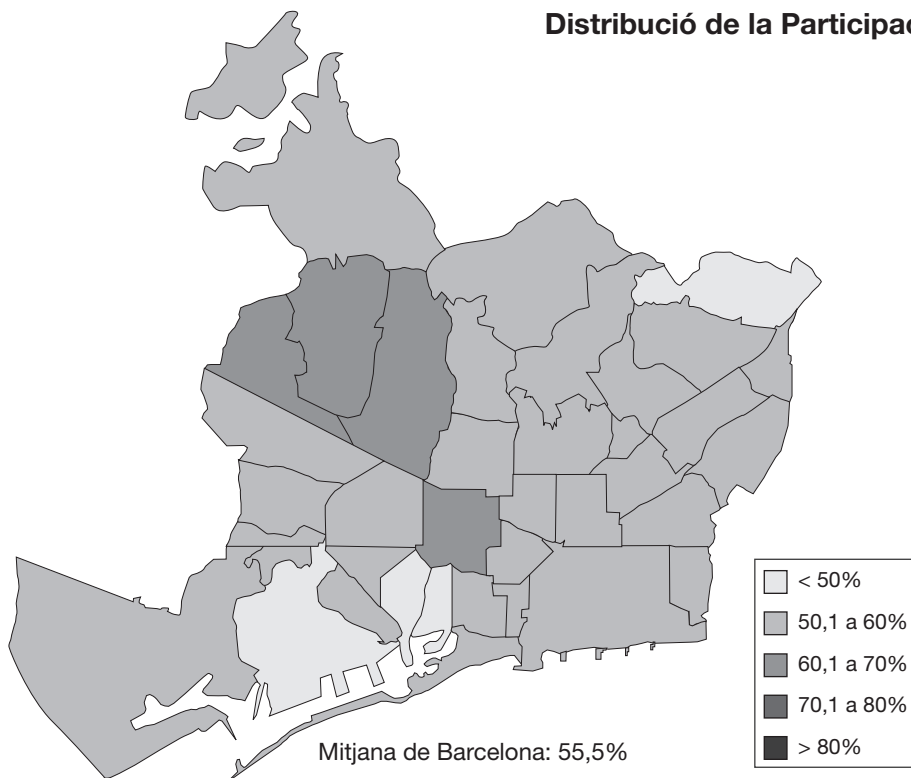 Distribució de la
< 50%
50,1 a 60%
60,1 a 70%
70,1 a 80%
> 80%
Mitjana de Barcelona: 55,5%